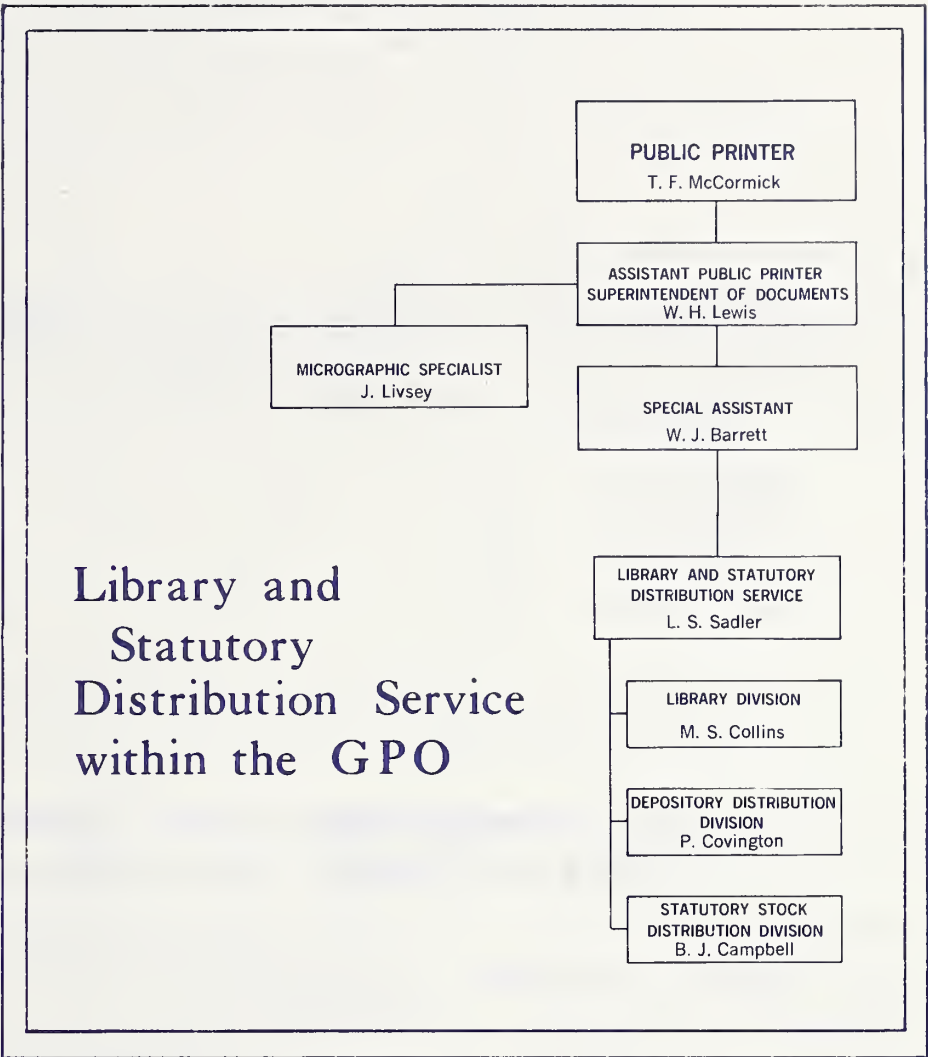 PUBLIC PRINTER
T. F. McCormick
ASSISTANT PUBLIC PRINTER
SUPERINTENDENT OF DOCUMENTS
W. H. Lewis
MICROGRAPHIC SPECIALIST
J. Livsey
SPECIAL ASSISTANT
W. J. Barrett
Library and
Statutory
Distribution Service
within the GPO
LIBRARY AND STATUTORY
DISTRIBUTION SERVICE
L. S. Sadler
LIBRARY DIVISION
M. S. Collins
DEPOSITORY DISTRIBUTION
DIVISION
P. Covington
STATUTORY STOCK
DISTRIBUTION DIVISION
B. J. Campbell